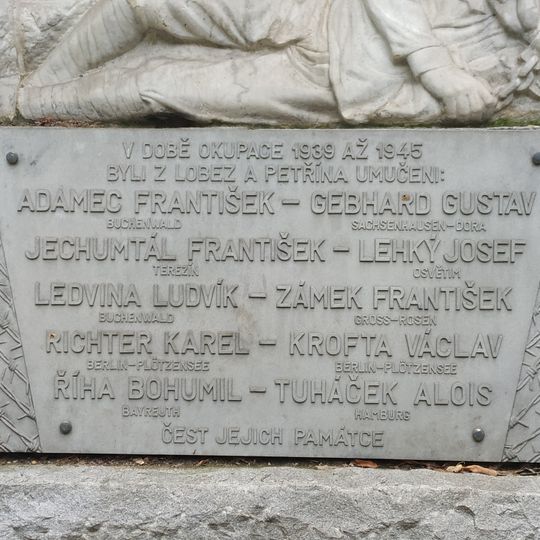 V DOBĚ OKUPACE 1939 AŽ 1945
BYLI Z LOBEZ A PETŘÍNA UMUČENI:
ADAMEC FRANTIŠEK – GEBHARD GUSTAV
BUCHENWALD SACHSENHAUSEN-DORA
JECHUMTÁL FRANTIŠEK – LEHKÝ JOSEF
TEREZÍN OSVĚTIM
LEDVINA LUDVÍK – ZÁMEK FRANTIŠEK
BUCHENWALD GROSS-ROSEN
RICHTER KAREL – KROFTA VÁCLAV
BERLIN-PLÖTZENSEE BERLIN-PLÖTZENSEE
ŘÍHA BOHUMIL – TUHÁČEK ALOIS
BAYREUTH HAMBURG
ČEST JEJICH PAMÁTCE